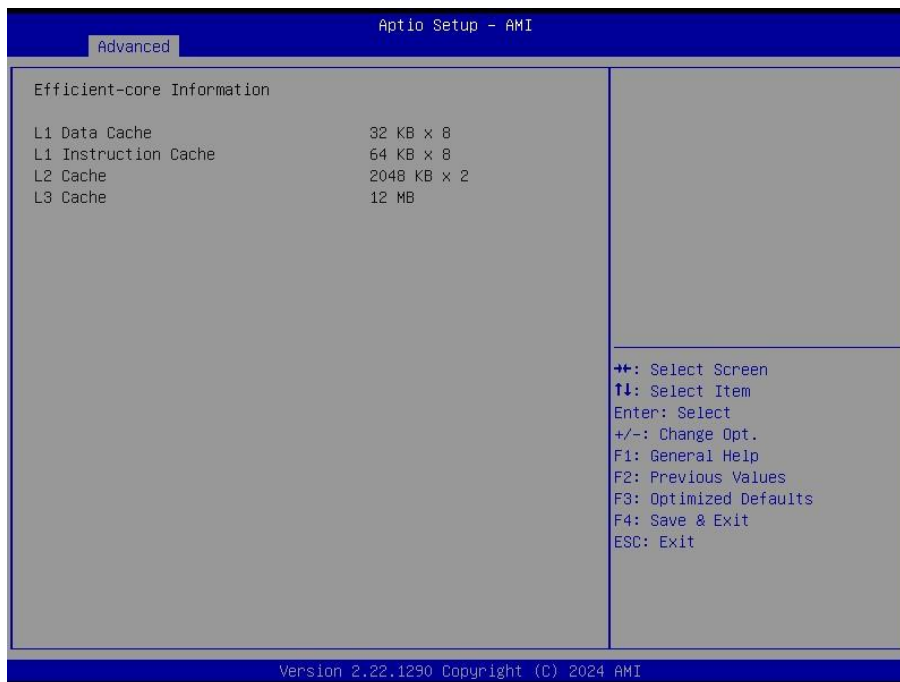 Aptio Setup – AMI
Advanced
Efficient-core Information
L1 Data Cache 32 KB x 8
L1 Instruction Cache 64 KB x 8
L2 Cache 2048 KB x 2
L3 Cache 12 MB
→←: Select Screen
↑↓: Select Item
Enter: Select
+/-: Change Opt.
F1: General Help
F2: Previous Values
F3: Optimized Defaults
F4: Save & Exit
ESC: Exit
Version 2.22.1290 Copyright (C) 2024 AMI